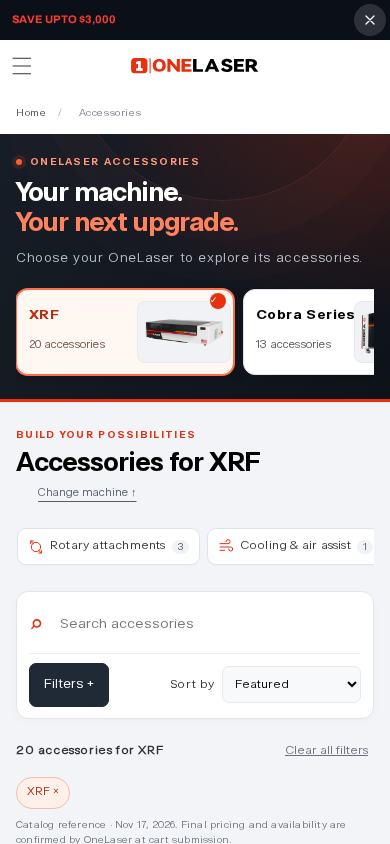 SAVE UPTO $3,000
×
1 ONELASER
Home / Accessories
ONELASER ACCESSORIES
Your machine.
Your next upgrade.
Choose your OneLaser to explore its accessories.
XRF
20 accessories
✓
Cobra Series
13 accessories
BUILD YOUR POSSIBILITIES
Accessories for XRF
Change machine ↑
Rotary attachments 3
Cooling & air assist 1
Search accessories
Filters +
Sort by
Featured
20 accessories for XRF
Clear all filters
XRF ×
Catalog reference · Nov 17, 2026. Final pricing and availability are
confirmed by OneLaser at cart submission.